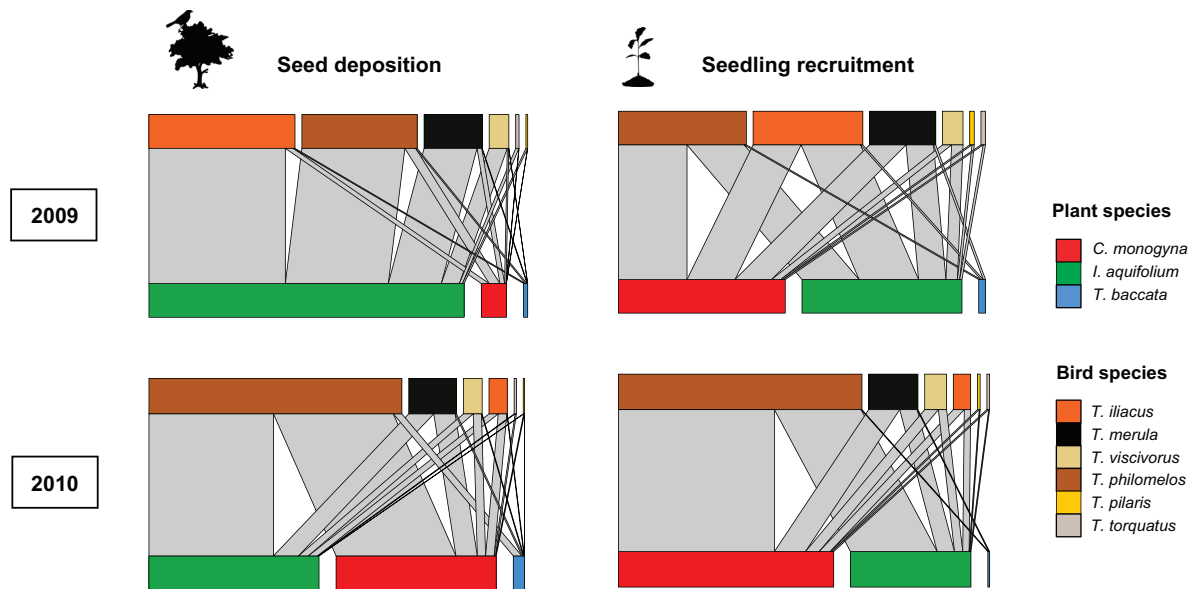 Seed deposition
Seedling recruitment
2009
Plant species
C. monogyna
I. aquifolium
T. baccata
2010
Bird species
T. iliacus
T. merula
T. viscivorus
T. philomelos
T. pilaris
T. torquatus